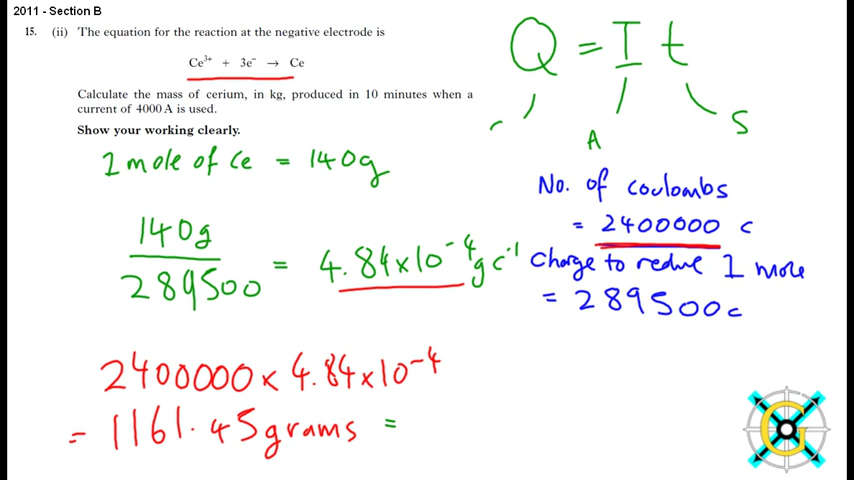 2011 - Section B
15. (ii) The equation for the reaction at the negative electrode is
Ce³⁺ + 3e⁻ → Ce
Calculate the mass of cerium, in kg, produced in 10 minutes when a
current of 4000 A is used.
Show your working clearly.
Q = I t
C A S
1 mole of Ce = 140g
140g / 289500 = 4.84 x 10⁻⁴ g c⁻¹
No. of coulombs
= 2400000 c
Charge to reduce 1 mole
= 289500c
2400000 x 4.84 x 10⁻⁴
= 1161.45grams =
G